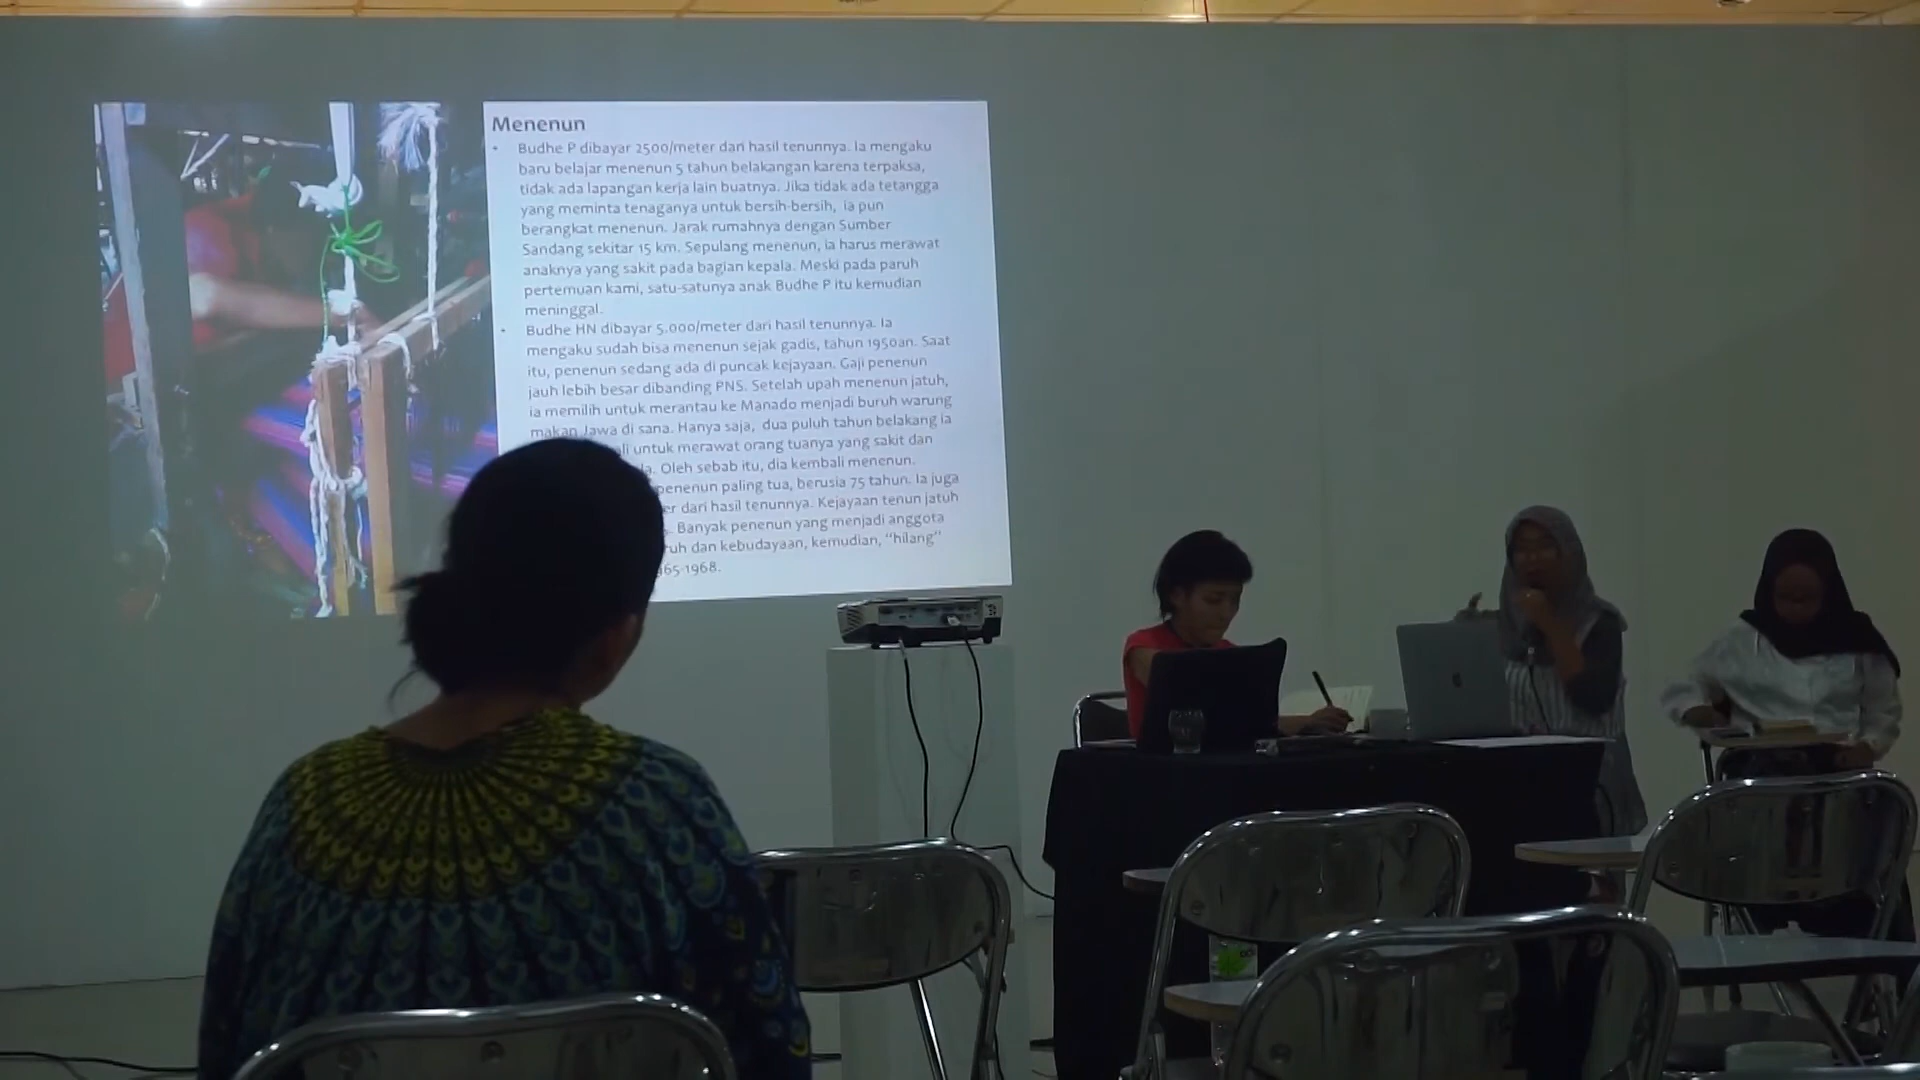 Menenun
• Budhe P dibayar 2500/meter dari hasil tenunnya. Ia mengaku
baru belajar menenun 5 tahun belakangan karena terpaksa,
tidak ada lapangan kerja lain buatnya. Jika tidak ada tetangga
yang meminta tenaganya untuk bersih-bersih, ia pun
berangkat menenun. Jarak rumahnya dengan Sumber
Sandang sekitar 15 km. Sepulang menenun, ia harus merawat
anaknya yang sakit pada bagian kepala. Meski pada paruh
pertemuan kami, satu-satunya anak Budhe P itu kemudian
meninggal.
• Budhe HN dibayar 5.000/meter dari hasil tenunnya. Ia
mengaku sudah bisa menenun sejak gadis, tahun 1950an. Saat
itu, penenun sedang ada di puncak kejayaan. Gaji penenun
jauh lebih besar dibanding PNS. Setelah upah menenun jatuh,
ia memilih untuk merantau ke Manado menjadi buruh warung
makan Jawa di sana. Hanya saja, dua puluh tahun belakang ia
untuk merawat orang tuanya yang sakit dan
Oleh sebab itu, dia kembali menenun.
penenun paling tua, berusia 75 tahun. Ia juga
dari hasil tenunnya. Kejayaan tenun jatuh
Banyak penenun yang menjadi anggota
dan kebudayaan, kemudian, "hilang"
965-1968.